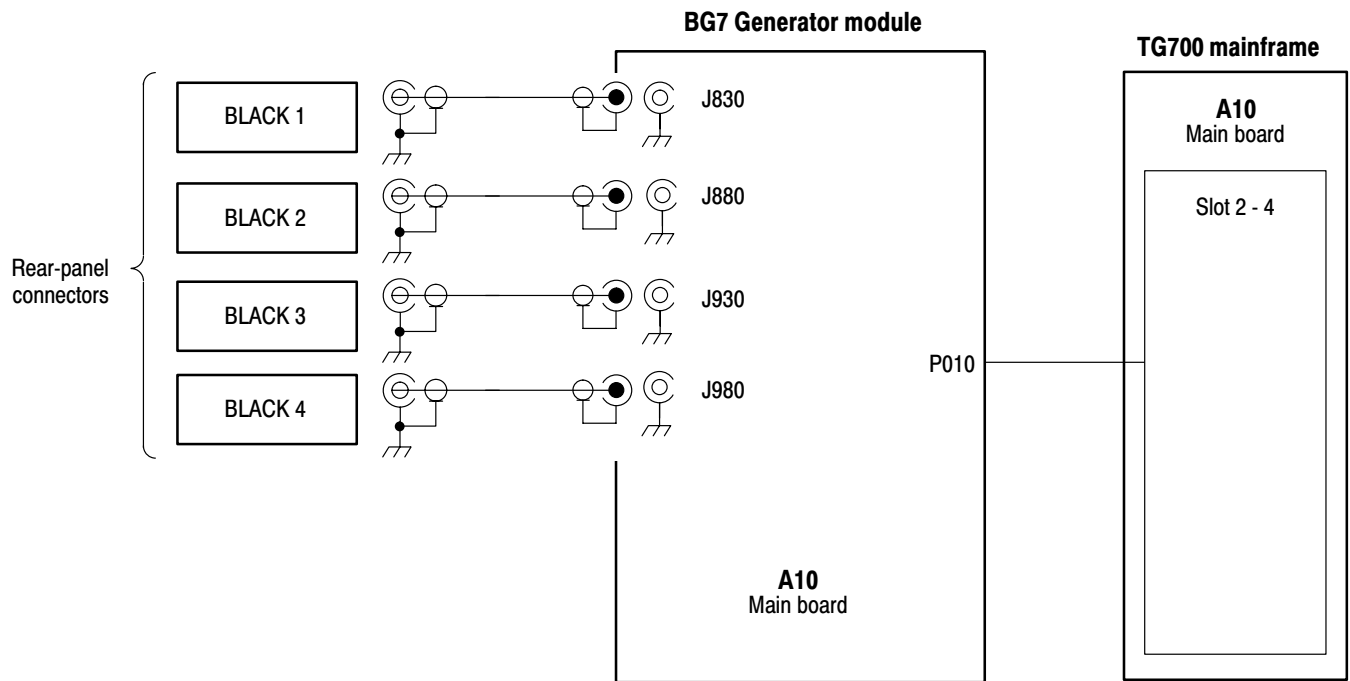 BG7 Generator module
TG700 mainframe
BLACK 1
J830
A10
Main board
BLACK 2
J880
Slot 2 - 4
Rear-panel
connectors
BLACK 3
J930
P010
BLACK 4
J980
A10
Main board